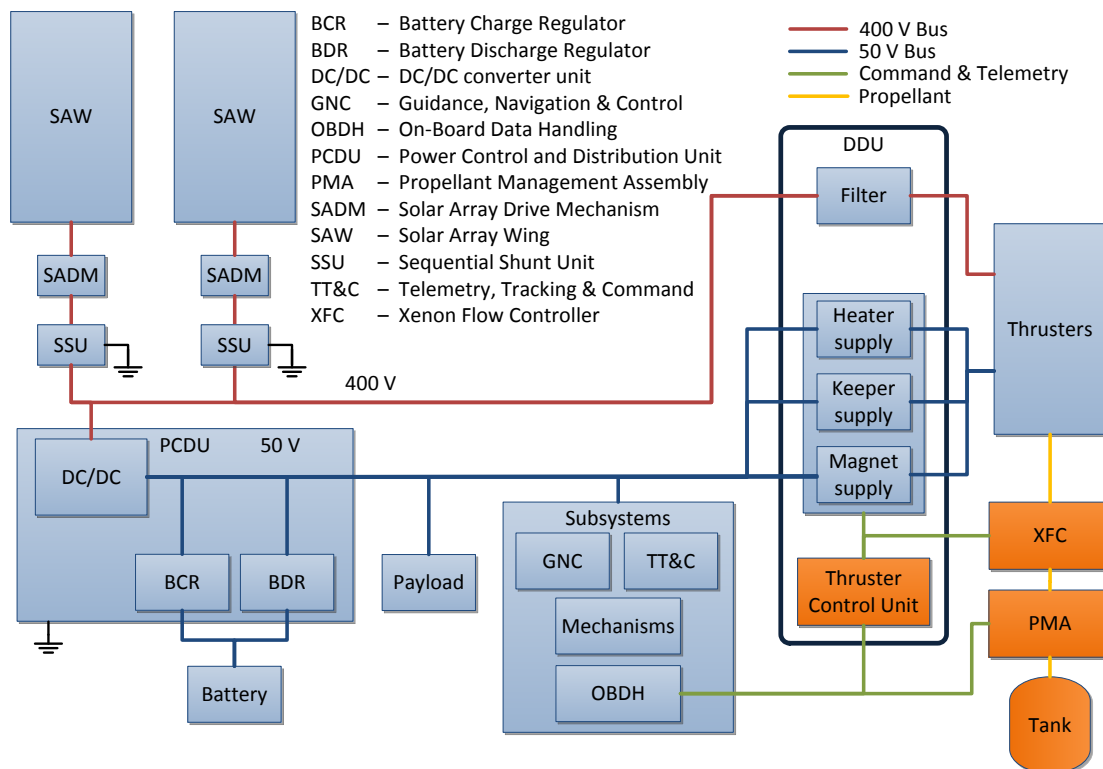 SAW
SAW
BCR – Battery Charge Regulator
BDR – Battery Discharge Regulator
DC/DC – DC/DC converter unit
GNC – Guidance, Navigation & Control
OBDH – On-Board Data Handling
PCDU – Power Control and Distribution Unit
PMA – Propellant Management Assembly
SADM – Solar Array Drive Mechanism
SAW – Solar Array Wing
SSU – Sequential Shunt Unit
TT&C – Telemetry, Tracking & Command
XFC – Xenon Flow Controller
400 V Bus
50 V Bus
Command & Telemetry
Propellant
SADM
SADM
SSU
SSU
400 V
DDU
Filter
Heater
supply
Keeper
supply
Magnet
supply
Thrusters
PCDU
50 V
DC/DC
BCR
BDR
Battery
Payload
Subsystems
GNC
TT&C
Mechanisms
OBDH
Thruster
Control Unit
XFC
PMA
Tank